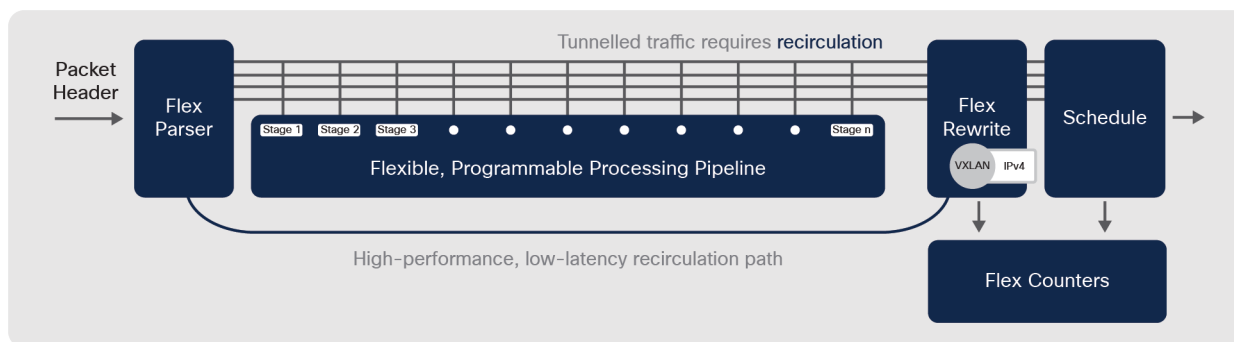 Tunnelled traffic requires recirculation
Packet
Header
Flex
Parser
Stage 1
Stage 2
Stage 3
Stage n
Flexible, Programmable Processing Pipeline
Flex
Rewrite
VXLAN
IPv4
Schedule
High-performance, low-latency recirculation path
Flex Counters